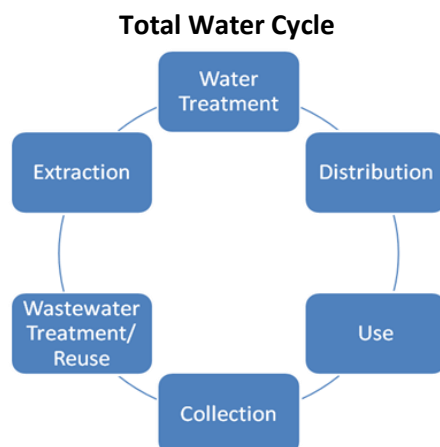 Total Water Cycle
Water
Treatment
Extraction
Distribution
Wastewater
Treatment/
Reuse
Use
Collection